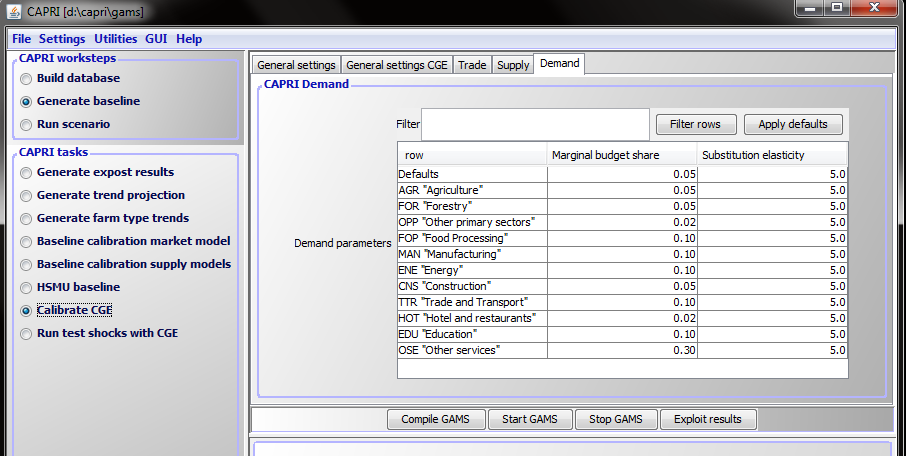 CAPRI [d:\capri\gams]
File Settings Utilities GUI Help
CAPRI worksteps
Build database
Generate baseline
Run scenario
CAPRI tasks
Generate expost results
Generate trend projection
Generate farm type trends
Baseline calibration market model
Baseline calibration supply models
HSMU baseline
Calibrate CGE
Run test shocks with CGE
General settings General settings CGE Trade Supply Demand
CAPRI Demand
Filter Filter rows Apply defaults
Demand parameters
row Marginal budget share Substitution elasticity
Defaults 0.05 5.0
AGR "Agriculture" 0.05 5.0
FOR "Forestry" 0.05 5.0
OPP "Other primary sectors" 0.02 5.0
FOP "Food Processing" 0.10 5.0
MAN "Manufacturing" 0.10 5.0
ENE "Energy" 0.10 5.0
CNS "Construction" 0.05 5.0
TTR "Trade and Transport" 0.10 5.0
HOT "Hotel and restaurants" 0.02 5.0
EDU "Education" 0.10 5.0
OSE "Other services" 0.30 5.0
Compile GAMS Start GAMS Stop GAMS Exploit results